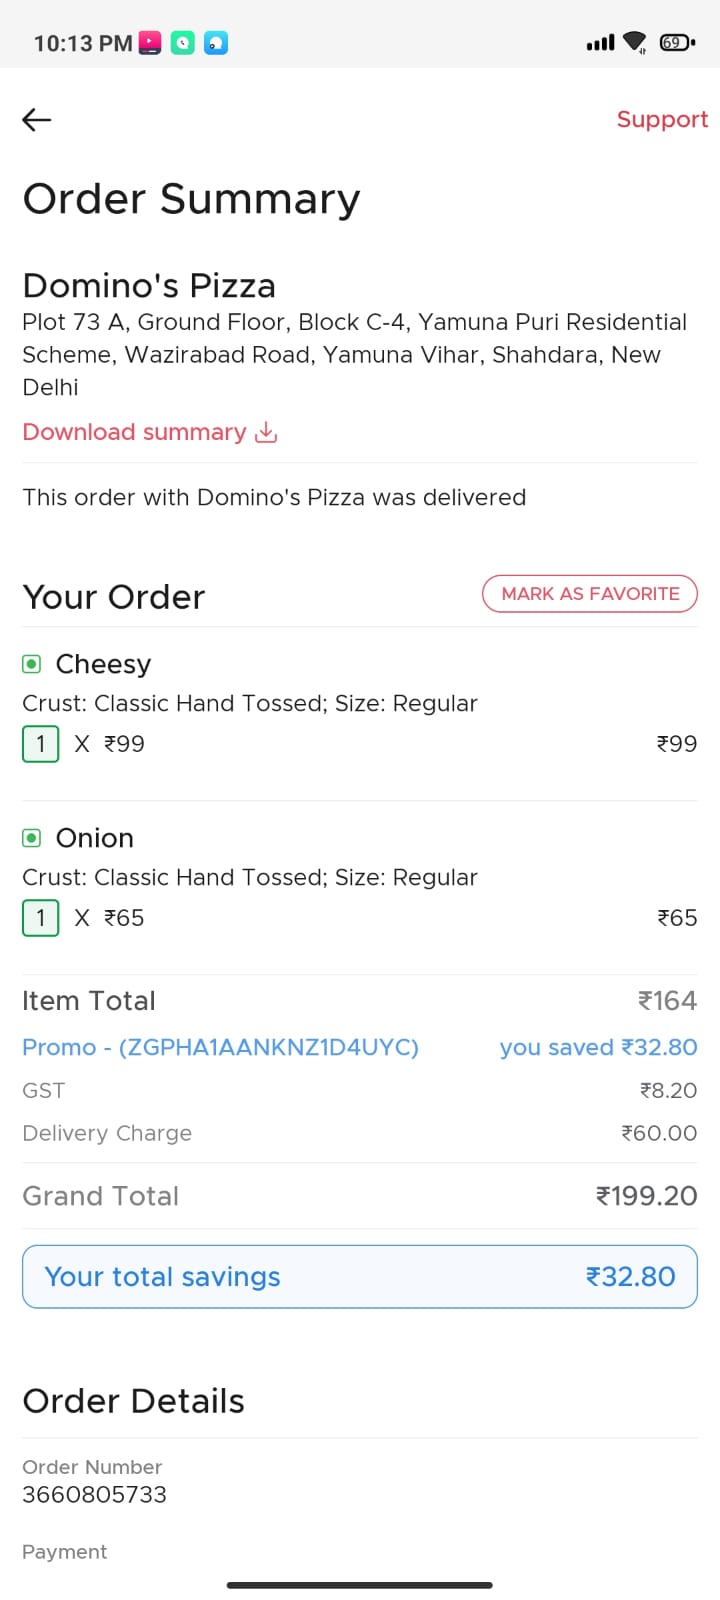 10:13 PM
69
Support
Order Summary
Domino's Pizza
Plot 73 A, Ground Floor, Block C-4, Yamuna Puri Residential
Scheme, Wazirabad Road, Yamuna Vihar, Shahdara, New
Delhi
Download summary
This order with Domino's Pizza was delivered
Your Order MARK AS FAVORITE
Cheesy
Crust: Classic Hand Tossed; Size: Regular
1 X ₹99 ₹99
Onion
Crust: Classic Hand Tossed; Size: Regular
1 X ₹65 ₹65
Item Total ₹164
Promo - (ZGPHA1AANKNZ1D4UYC) you saved ₹32.80
GST ₹8.20
Delivery Charge ₹60.00
Grand Total ₹199.20
Your total savings ₹32.80
Order Details
Order Number
3660805733
Payment